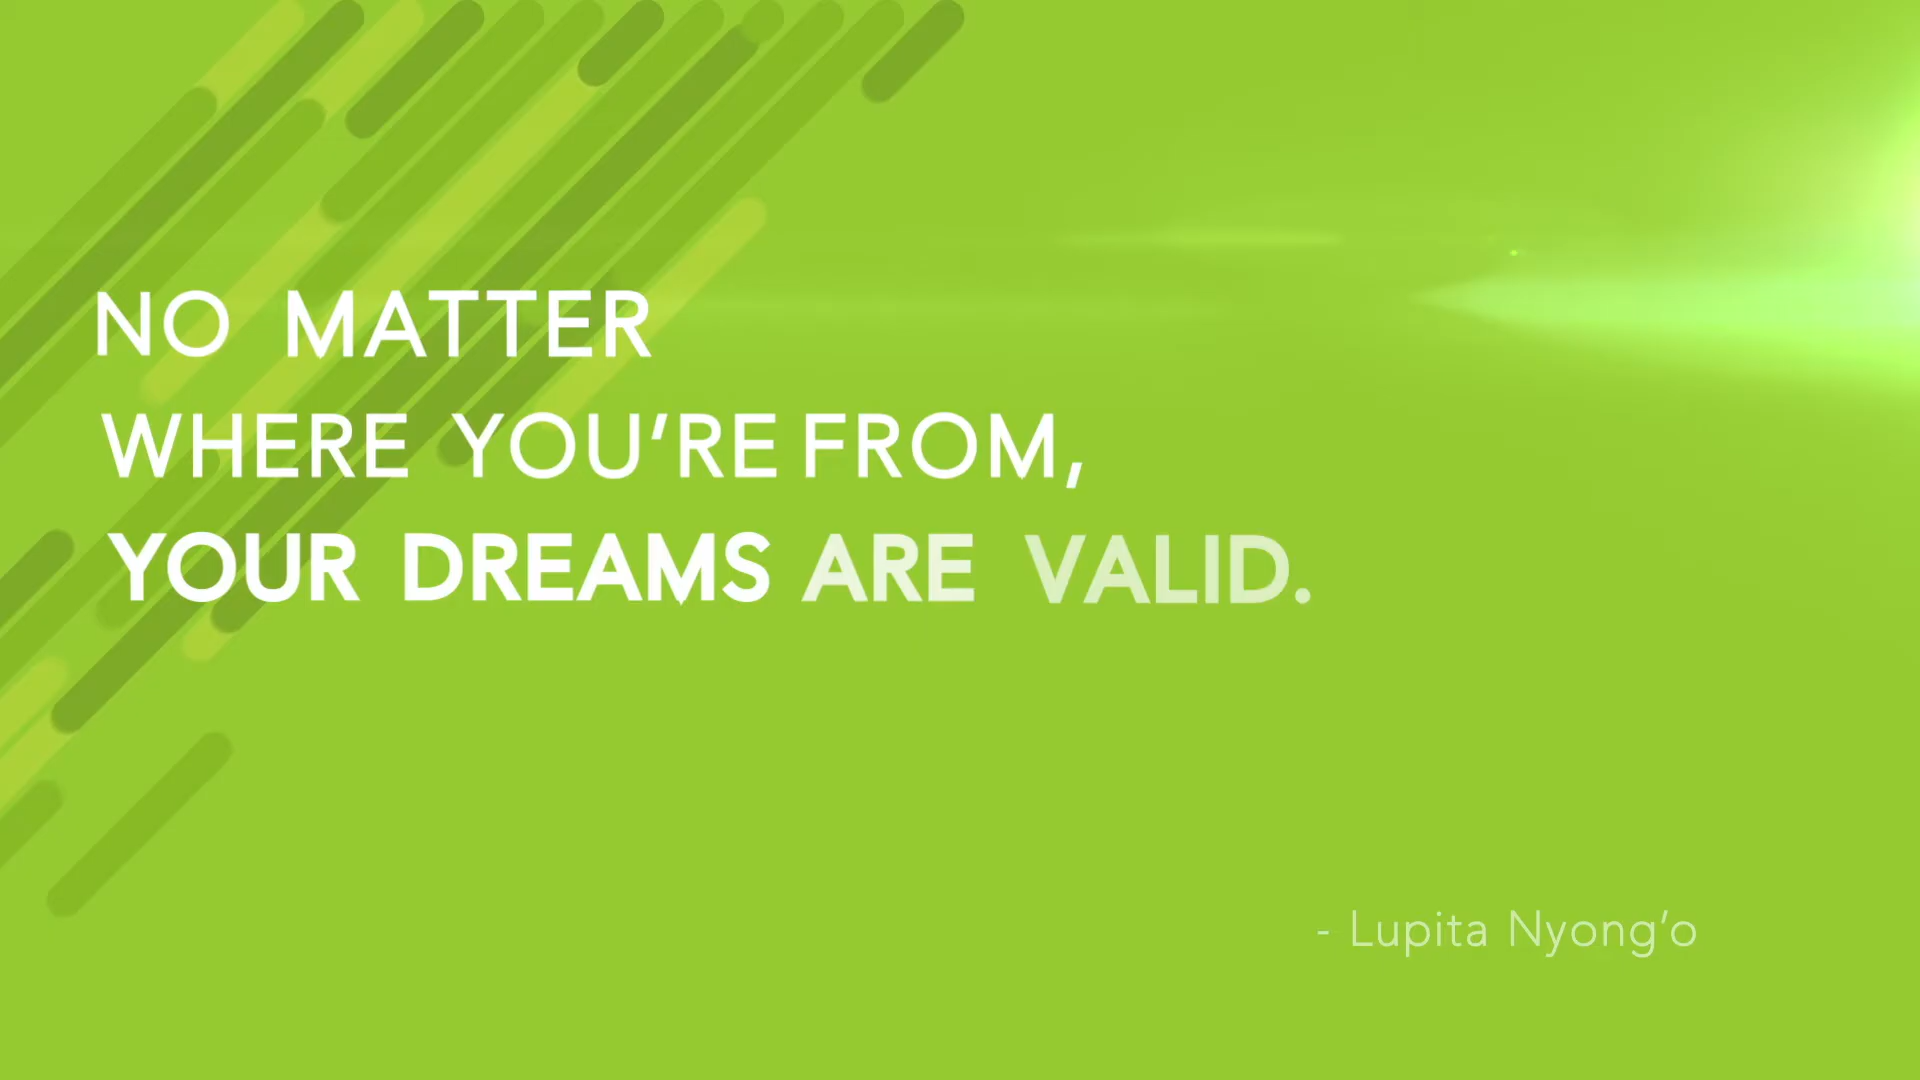 NO MATTER
WHERE YOU’RE FROM,
YOUR DREAMS ARE VALID.
- Lupita Nyong’o